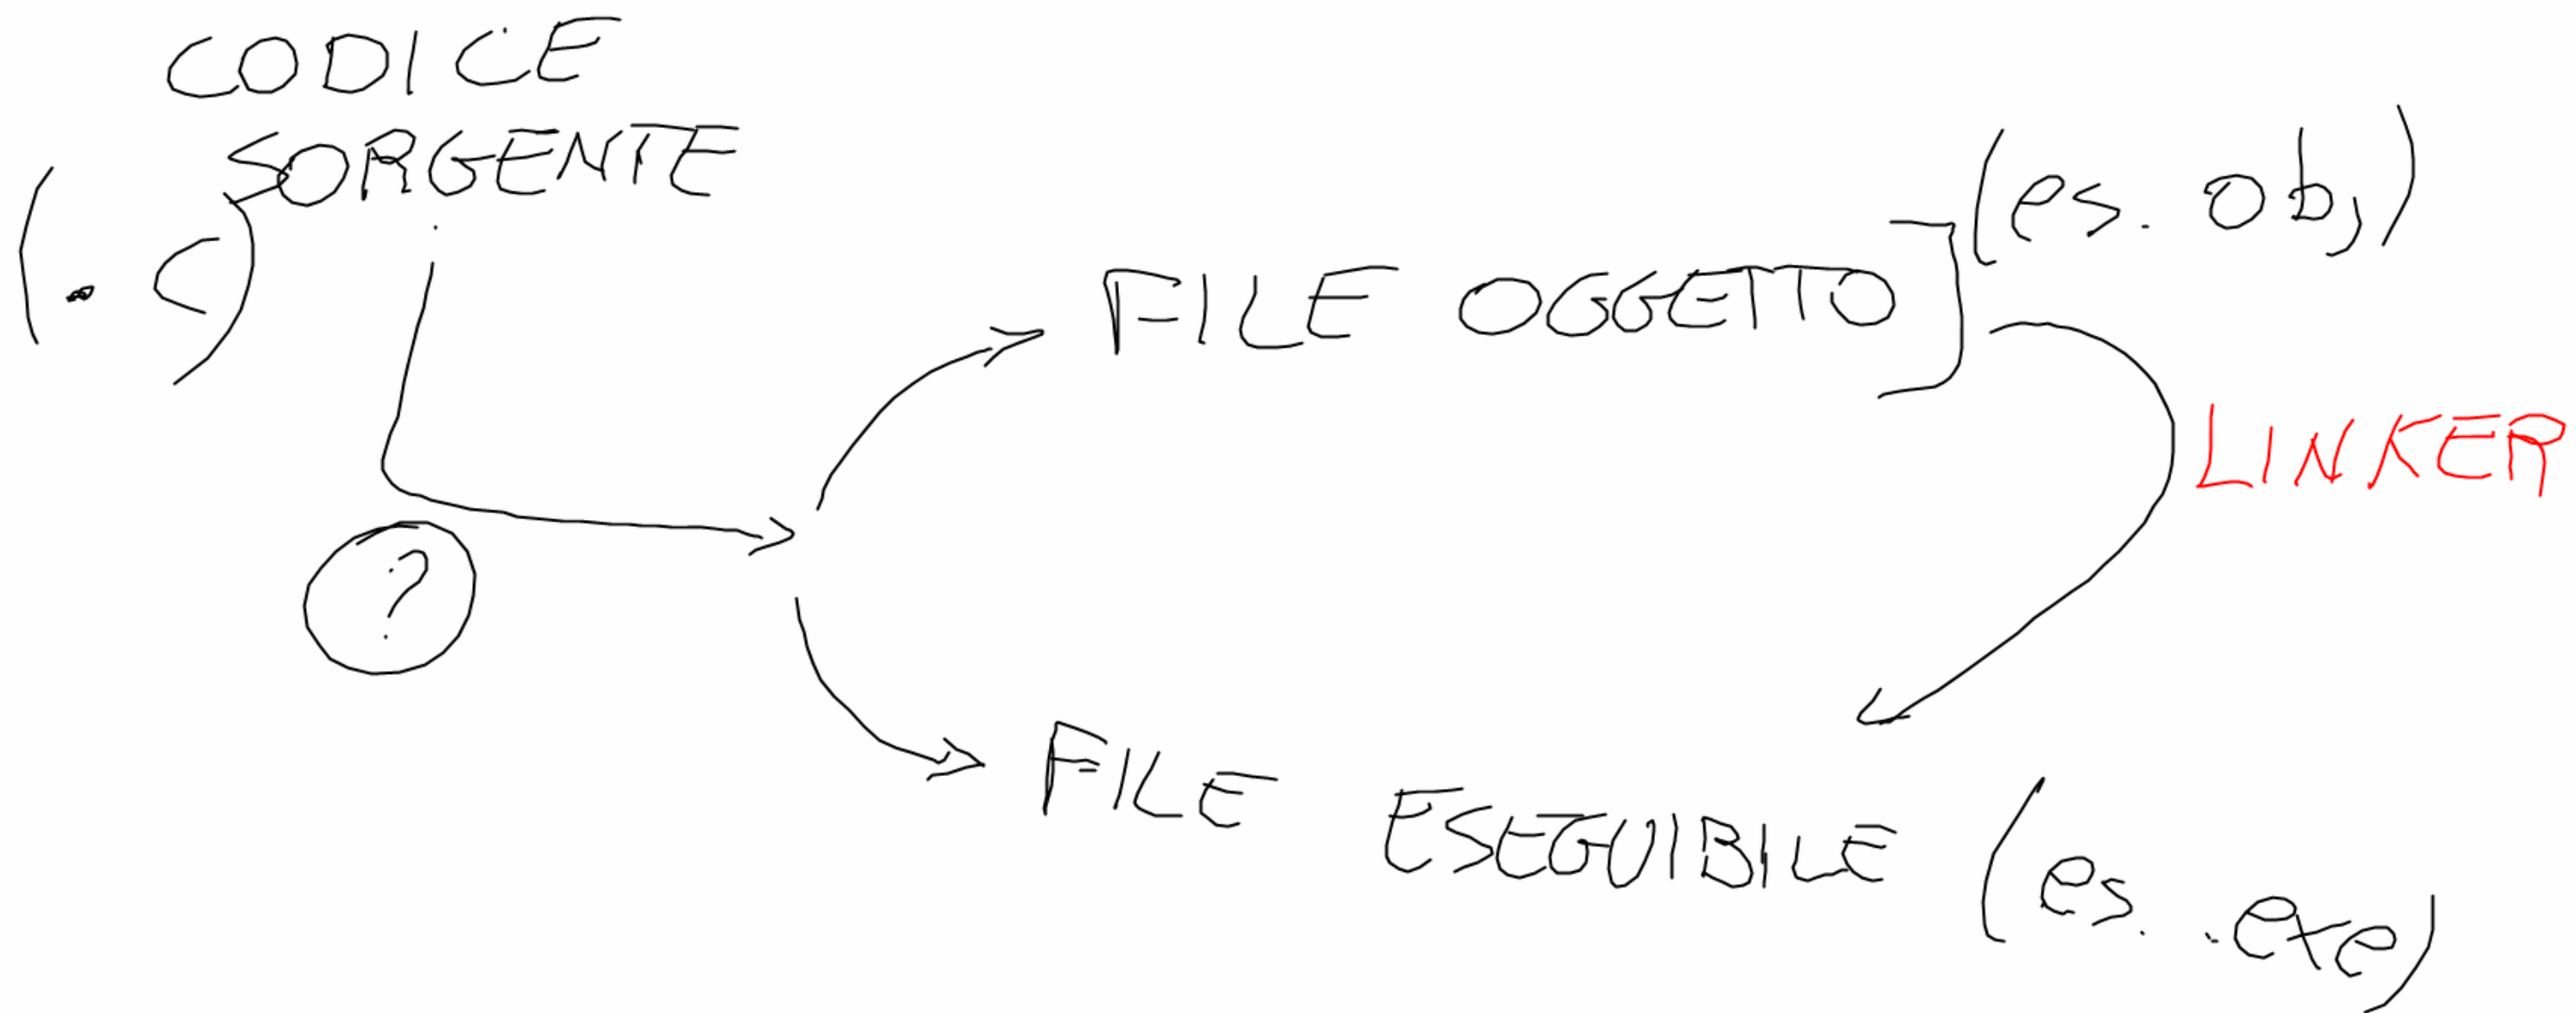 CODICE
SORGENTE
(. C)
FILE OGGETTO
(es. obj)
LINKER
?
FILE ESEGUIBILE (es. .exe)